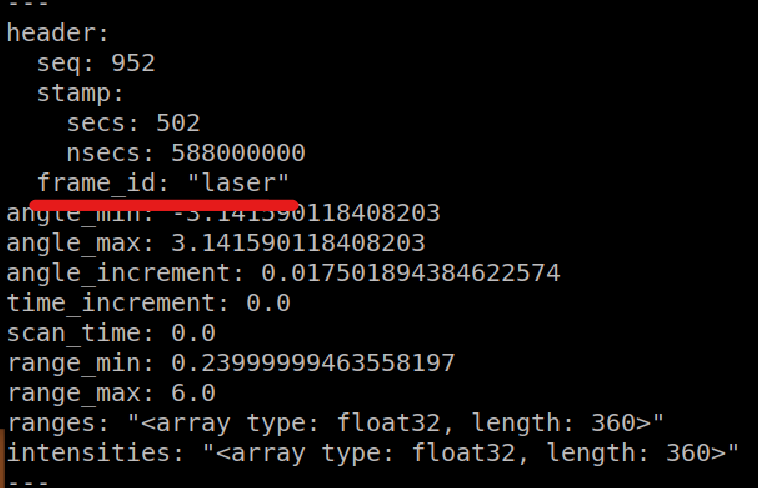 ---
header:
  seq: 952
  stamp:
    secs: 502
    nsecs: 588000000
  frame_id: "laser"
angle_min: -3.141590118408203
angle_max: 3.141590118408203
angle_increment: 0.017501894384622574
time_increment: 0.0
scan_time: 0.0
range_min: 0.23999999463558197
range_max: 6.0
ranges: "<array type: float32, length: 360>"
intensities: "<array type: float32, length: 360>"
---